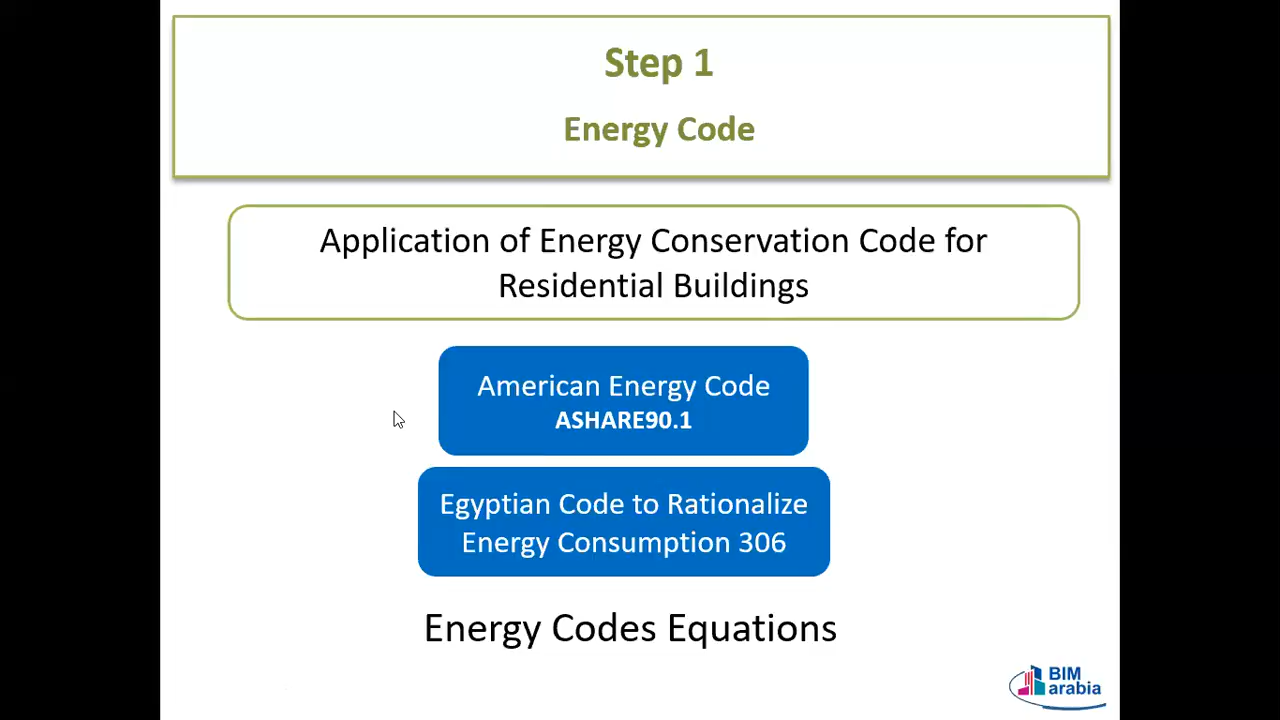 Step 1
Energy Code
Application of Energy Conservation Code for
Residential Buildings
American Energy Code
ASHARE90.1
Egyptian Code to Rationalize
Energy Consumption 306
Energy Codes Equations
BIM
arabia